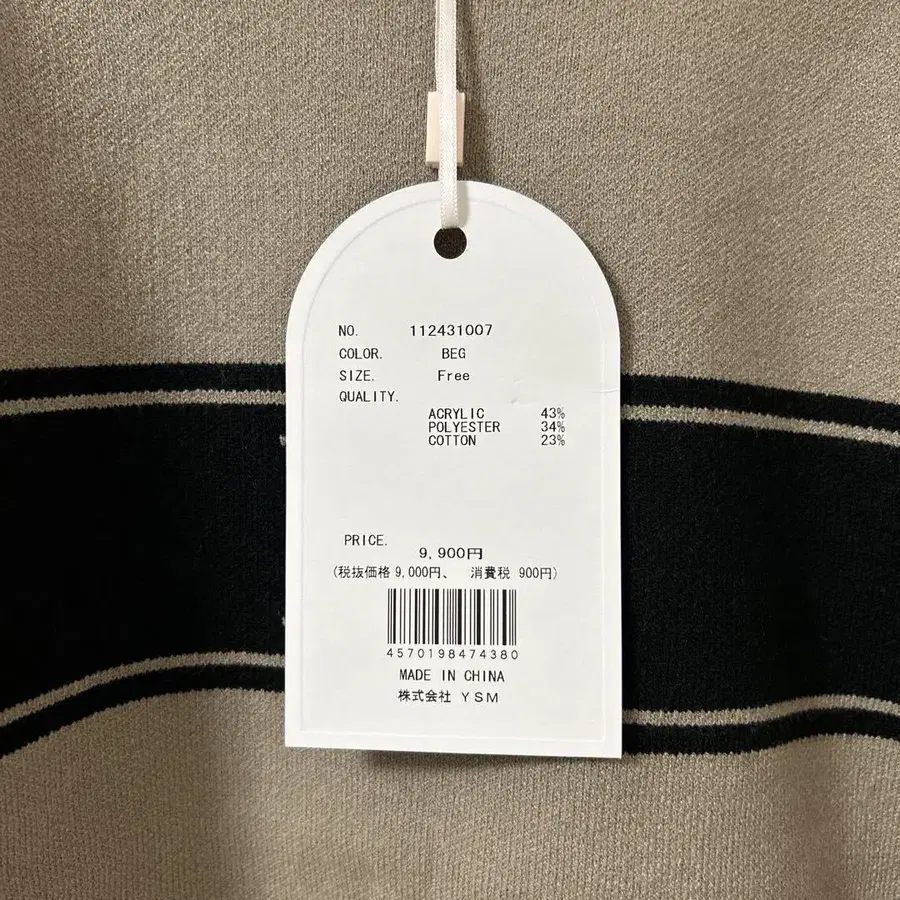 NO. 112431007
COLOR. BEG
SIZE. Free
QUALITY.
ACRYLIC 43%
POLYESTER 34%
COTTON 23%
PRICE.
9,900円
(税抜価格 9,000円、 消費税 900円)
4570198474380
MADE IN CHINA
株式会社 YSM